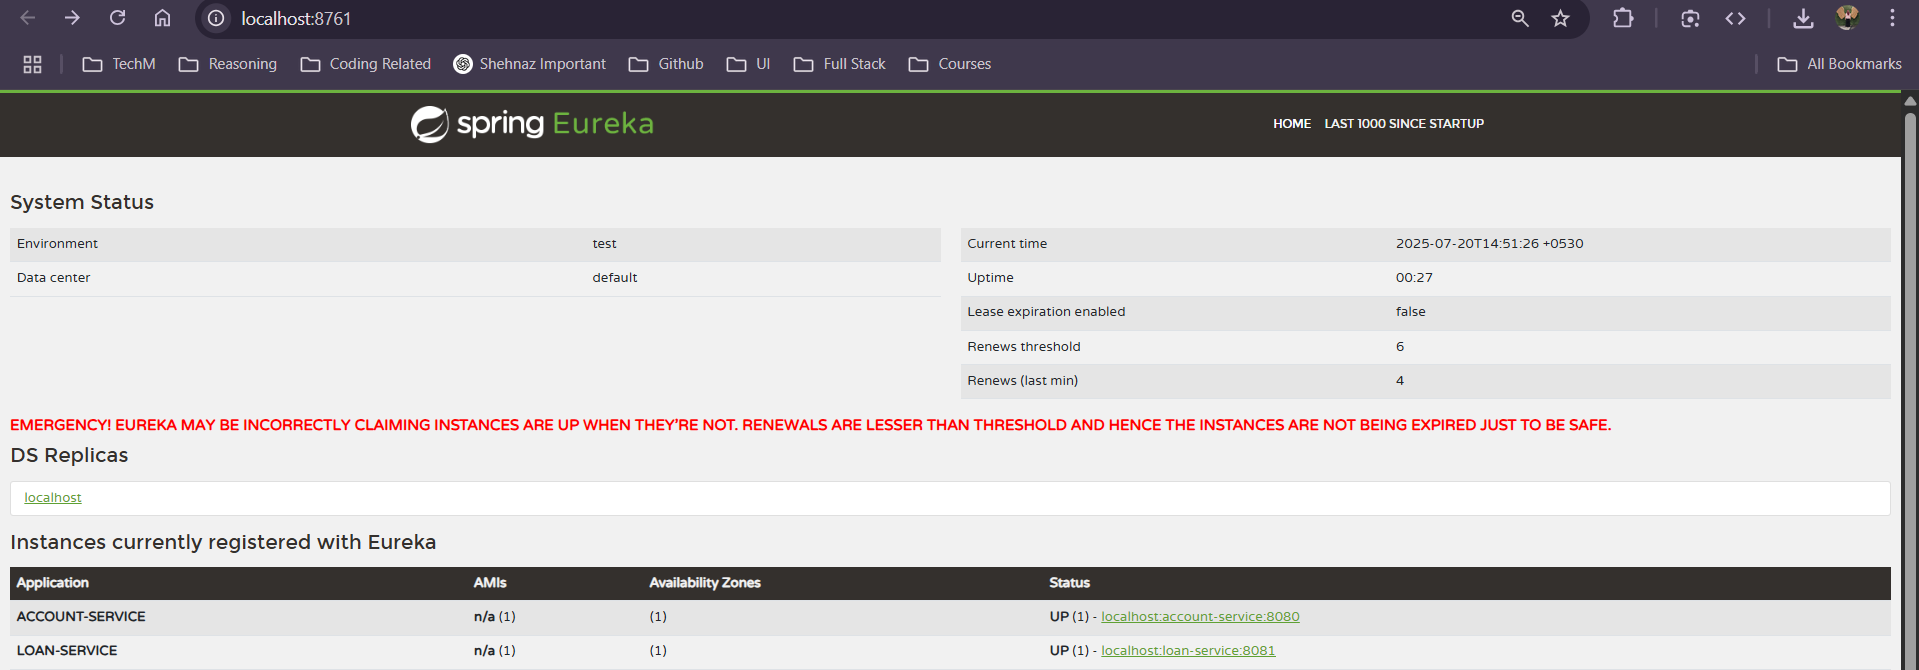 localhost:8761
TechM Reasoning Coding Related Shehnaz Important Github UI Full Stack Courses All Bookmarks
spring Eureka HOME LAST 1000 SINCE STARTUP
System Status
Environment test
Data center default
Current time 2025-07-20T14:51:26 +0530
Uptime 00:27
Lease expiration enabled false
Renews threshold 6
Renews (last min) 4
EMERGENCY! EUREKA MAY BE INCORRECTLY CLAIMING INSTANCES ARE UP WHEN THEY'RE NOT. RENEWALS ARE LESSER THAN THRESHOLD AND HENCE THE INSTANCES ARE NOT BEING EXPIRED JUST TO BE SAFE.
DS Replicas
localhost
Instances currently registered with Eureka
Application AMIs Availability Zones Status
ACCOUNT-SERVICE n/a (1) (1) UP (1) - localhost:account-service:8080
LOAN-SERVICE n/a (1) (1) UP (1) - localhost:loan-service:8081